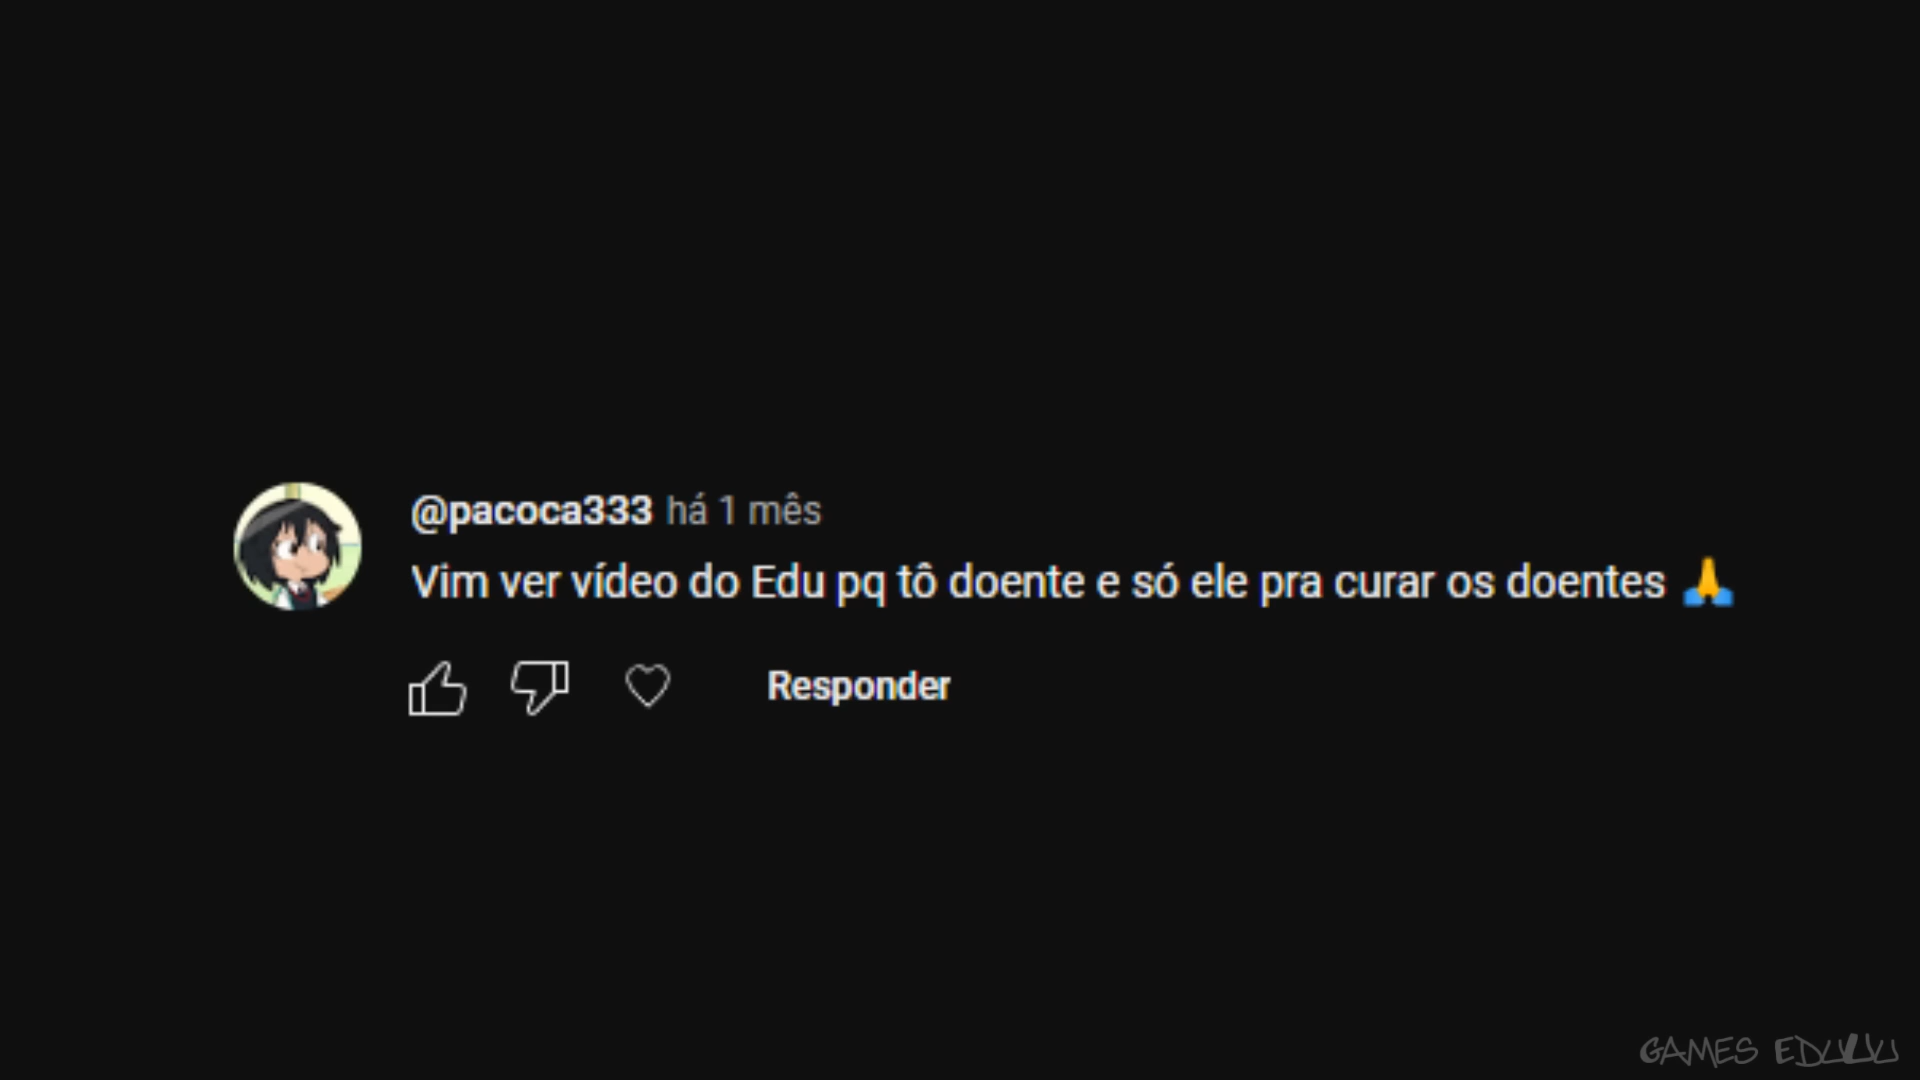 @pacoca333 há 1 mês
Vim ver vídeo do Edu pq tô doente e só ele pra curar os doentes 🙏
Responder
GAMES EDUUU